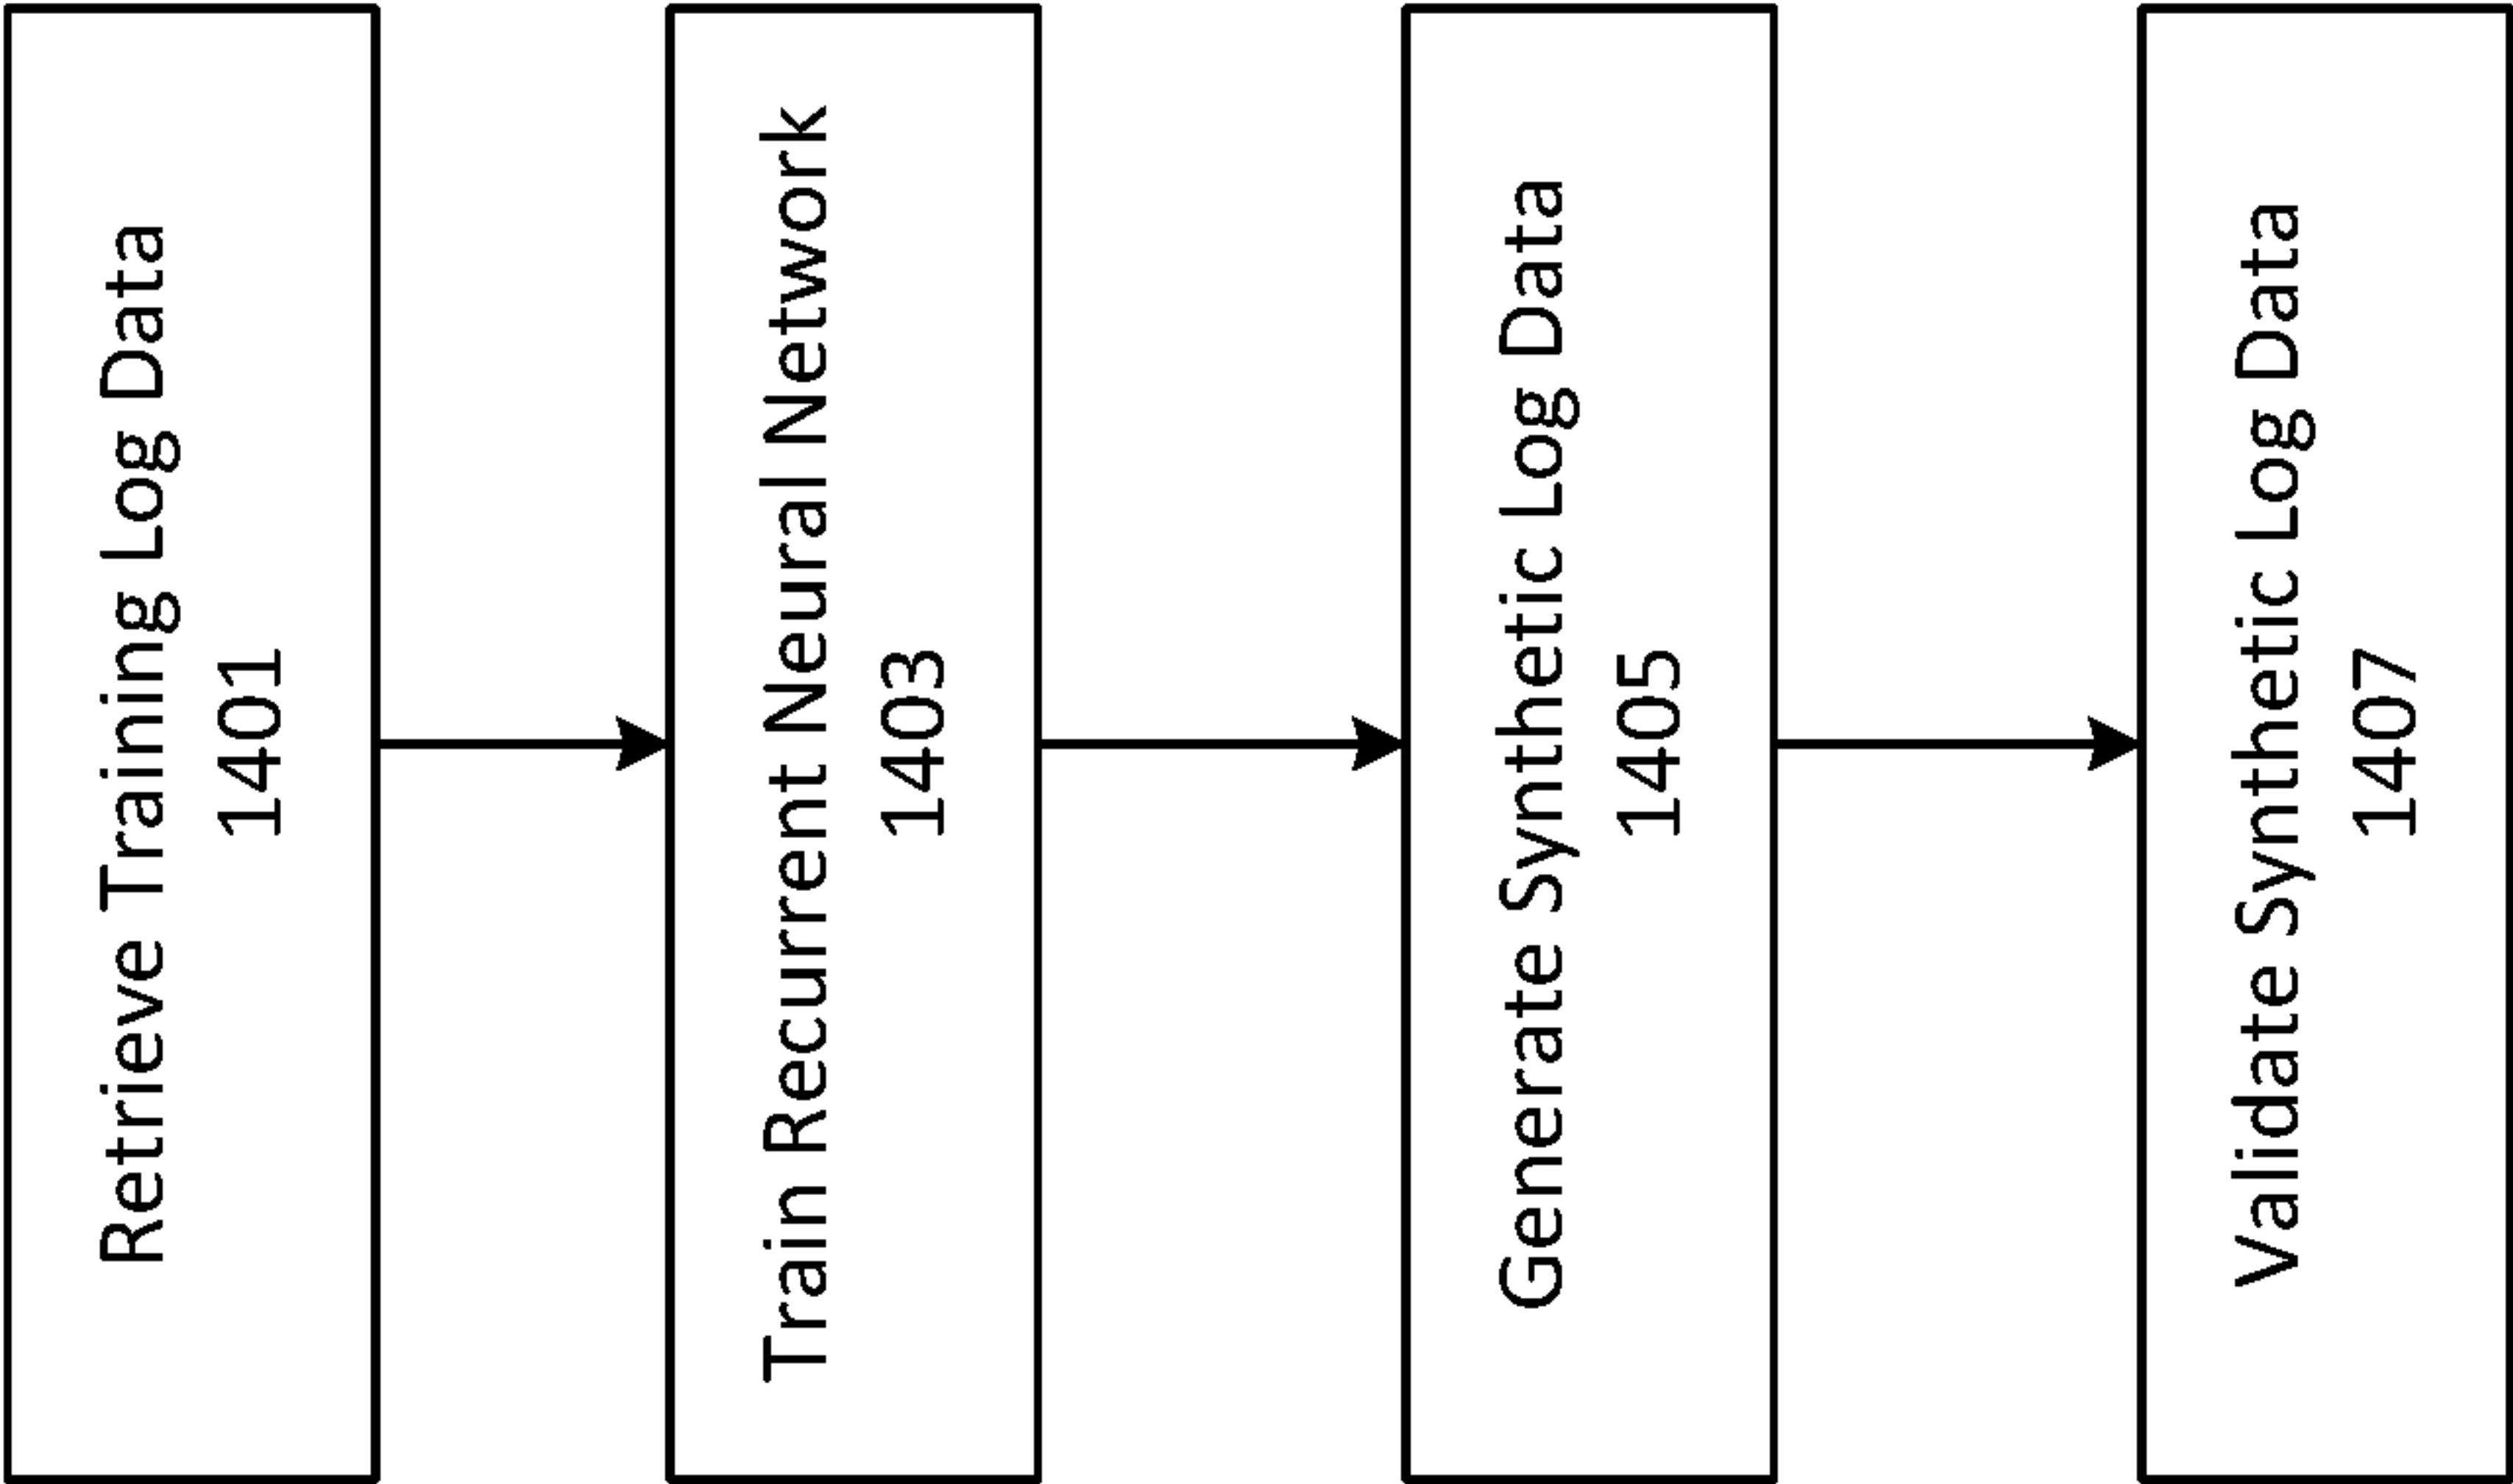 Retrieve Training Log Data
1401
Train Recurrent Neural Network
1403
Generate Synthetic Log Data
1405
Validate Synthetic Log Data
1407